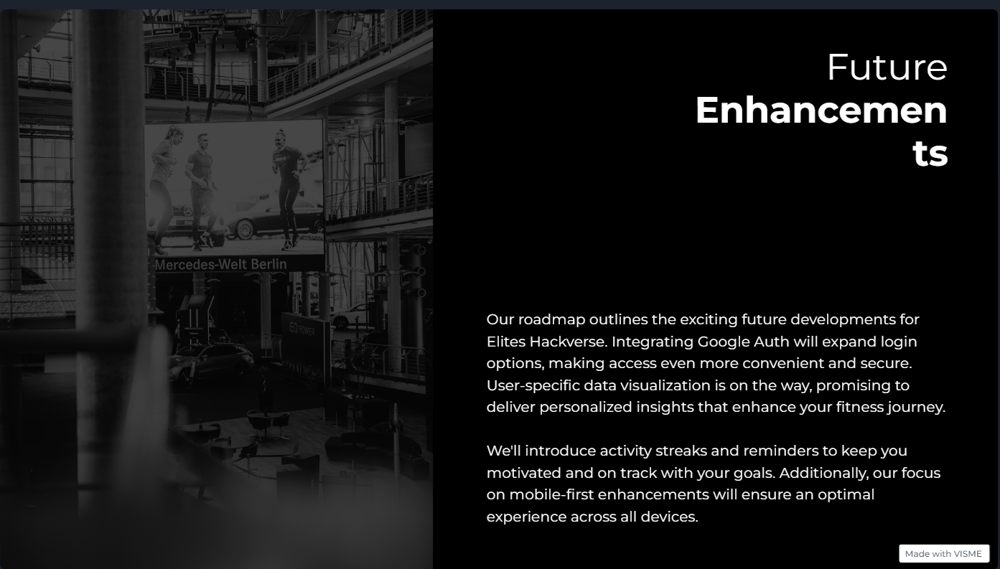 Future
Enhancemen
ts
Mercedes-Welt Berlin
EQ POWER
Our roadmap outlines the exciting future developments for
Elites Hackverse. Integrating Google Auth will expand login
options, making access even more convenient and secure.
User-specific data visualization is on the way, promising to
deliver personalized insights that enhance your fitness journey.
We'll introduce activity streaks and reminders to keep you
motivated and on track with your goals. Additionally, our focus
on mobile-first enhancements will ensure an optimal
experience across all devices.
Made with VISME